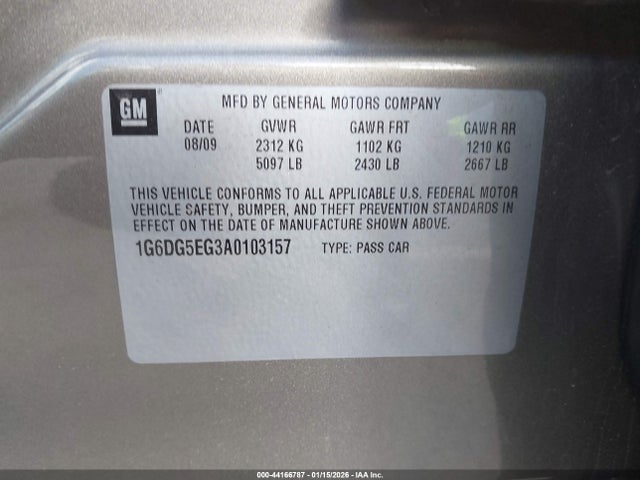 GM
MFD BY GENERAL MOTORS COMPANY
DATE GVWR GAWR FRT GAWR RR
08/09 2312 KG 1102 KG 1210 KG
5097 LB 2430 LB 2667 LB
THIS VEHICLE CONFORMS TO ALL APPLICABLE U.S. FEDERAL MOTOR
VEHICLE SAFETY, BUMPER, AND THEFT PREVENTION STANDARDS IN
EFFECT ON THE DATE OF MANUFACTURE SHOWN ABOVE.
1G6DG5EG3A0103157 TYPE: PASS CAR
000-44166787 - 01/15/2026 - IAA Inc.